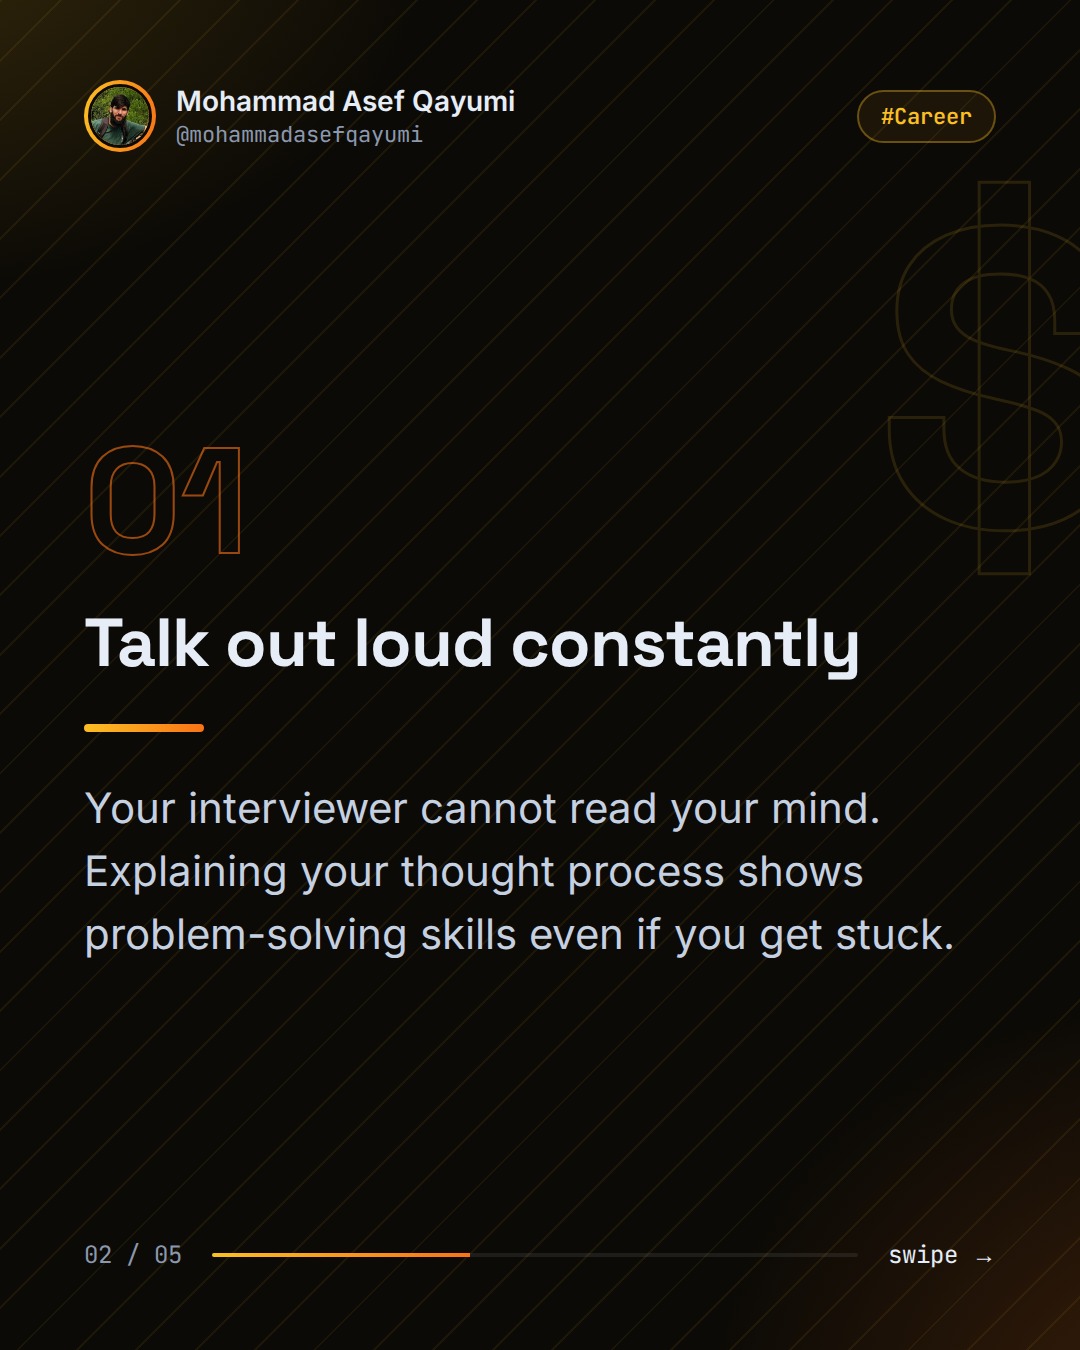 Mohammad Asef Qayumi
@mohammadasefqayumi
#Career
$
01
Talk out loud constantly
Your interviewer cannot read your mind.
Explaining your thought process shows
problem-solving skills even if you get stuck.
02 / 05
swipe →